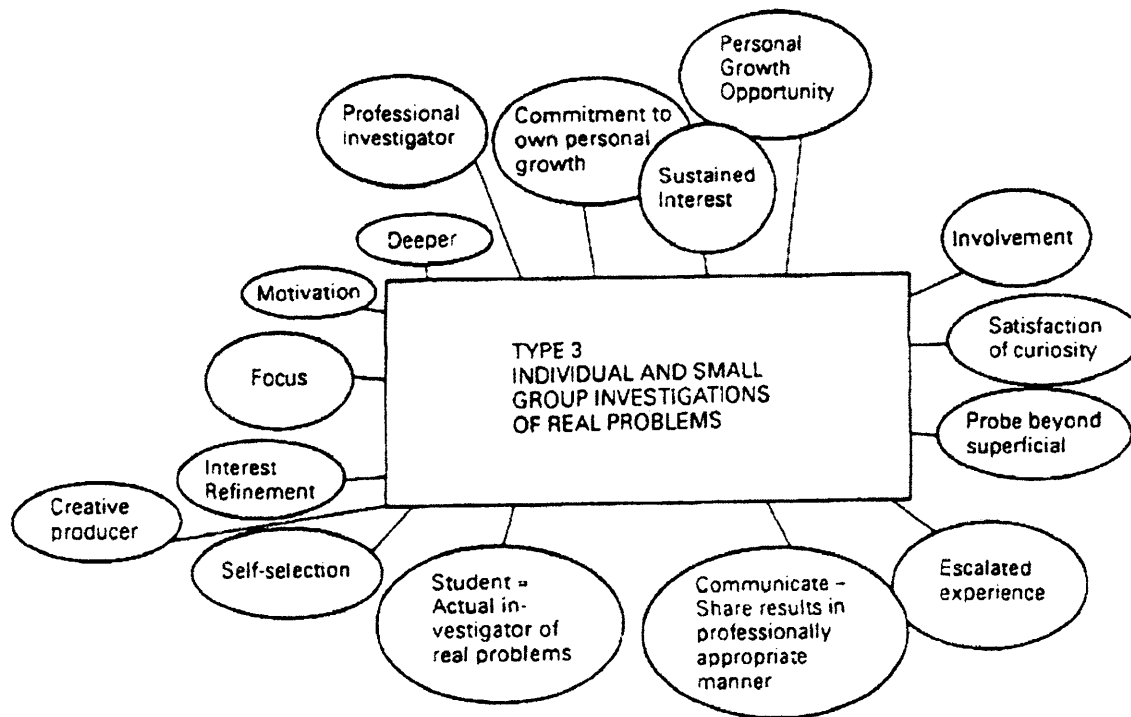 Personal
Growth
Opportunity
Professional
investigator
Commitment to
own personal
growth
Sustained
Interest
Deeper
Involvement
Motivation
Satisfaction
of curiosity
TYPE 3
INDIVIDUAL AND SMALL
GROUP INVESTIGATIONS
OF REAL PROBLEMS
Focus
Probe beyond
superficial
Interest
Refinement
Creative
producer
Self-selection
Student =
Actual in-
vestigator of
real problems
Communicate –
Share results in
professionally
appropriate
manner
Escalated
experience